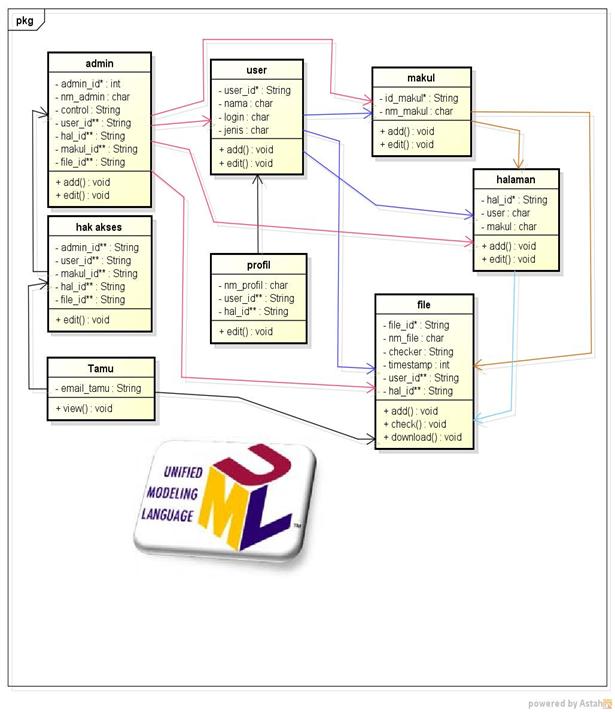 pkg
admin
- admin_id* : int
- nm_admin : char
- control : String
- user_id** : String
- hal_id** : String
- makul_id** : String
- file_id** : String
+ add() : void
+ edit() : void
user
- user_id* : String
- nama : char
- login : char
- jenis : char
+ add() : void
+ edit() : void
makul
- id_makul* : String
- nm_makul : char
+ add() : void
+ edit() : void
halaman
- hal_id* : String
- user : char
- makul : char
+ add() : void
+ edit() : void
hak akses
- admin_id** : String
- user_id** : String
- makul_id** : String
- hal_id** : String
- file_id** : String
+ edit() : void
profil
- nm_profil : char
- user_id** : String
- hal_id** : String
+ edit() : void
file
- file_id* : String
- nm_file : char
- checker : String
- timestamp : int
- user_id** : String
- hal_id** : String
+ add() : void
+ check() : void
+ download() : void
Tamu
- email_tamu : String
+ view() : void
UNIFIED
MODELING
LANGUAGE
UML
TM
powered by Astah